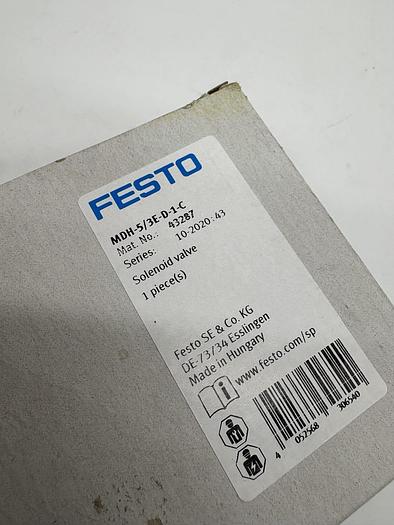 FESTO
MDH-5/3E-D-1-C
Mat. No.: 43287
Series: 10-2020:43
Solenoid valve
1 piece(s)
Festo SE & Co. KG
DE-73734 Esslingen
Made in Hungary
www.festo.com/sp
4 052568 306540